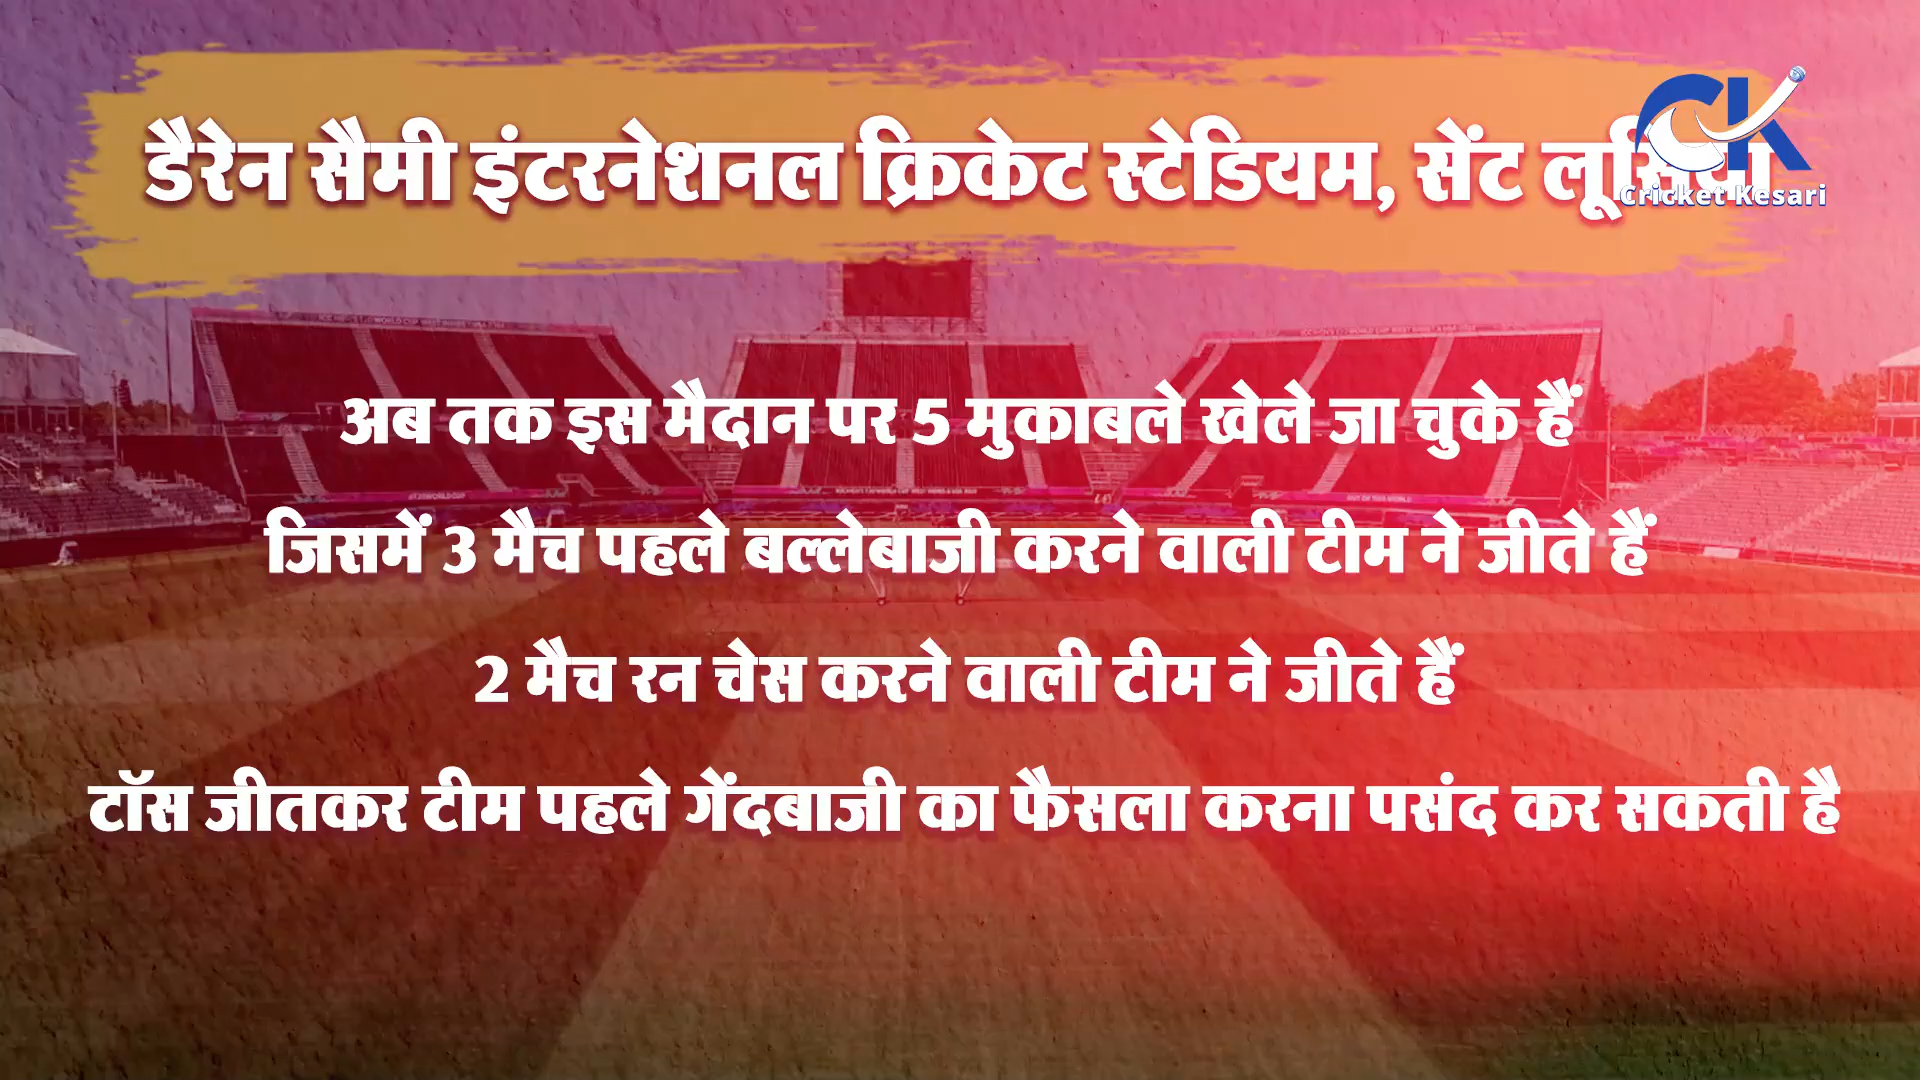 डैरेन सैमी इंटरनेशनल क्रिकेट स्टेडियम, सेंट लूसिया
Cricket Kesari
अब तक इस मैदान पर 5 मुकाबले खेले जा चुके हैं
जिसमें 3 मैच पहले बल्लेबाजी करने वाली टीम ने जीते हैं
2 मैच रन चेस करने वाली टीम ने जीते हैं
टॉस जीतकर टीम पहले गेंदबाजी का फैसला करना पसंद कर सकती है